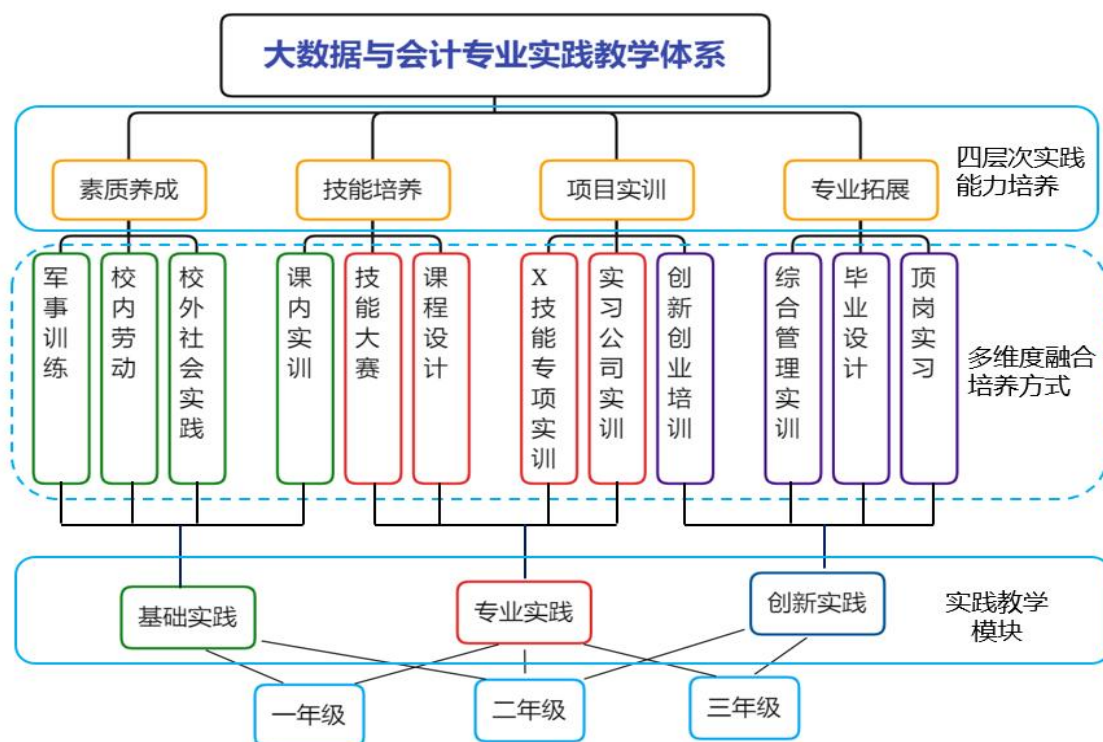 大数据与会计专业实践教学体系
四层次实践
能力培养
素质养成
技能培养
项目实训
专业拓展
军事训练
校内劳动
校外社会实践
课内实训
技能大赛
课程设计
X技能专项实训
实习公司实训
创新创业培训
综合管理实训
毕业设计
顶岗实习
多维度融合
培养方式
基础实践
专业实践
创新实践
实践教学
模块
一年级
二年级
三年级